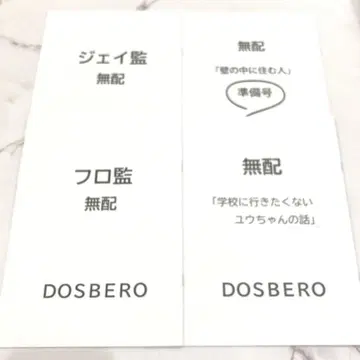 ジェイ監
無配
無配
「壁の中に住む人」
準備号
フロ監
無配
DOSBERO
無配
「学校に行きたくない
ユウちゃんの話」
DOSBERO